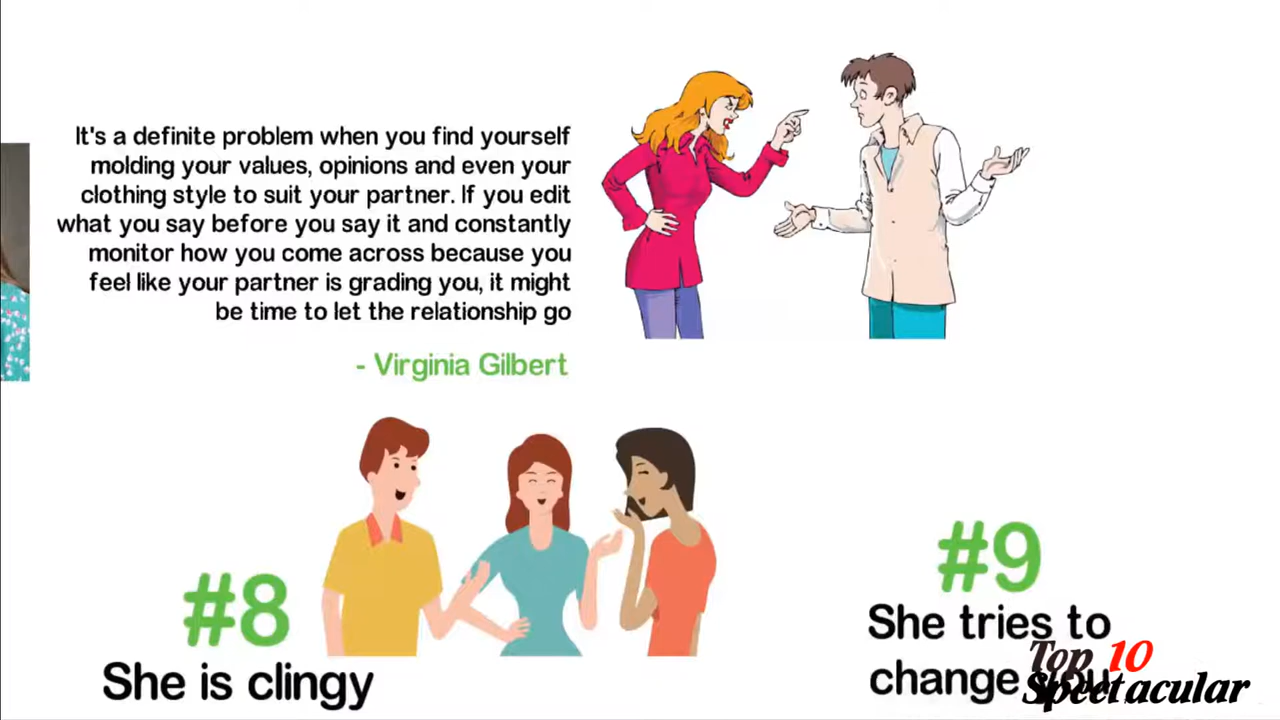 It's a definite problem when you find yourself
molding your values, opinions and even your
clothing style to suit your partner. If you edit
what you say before you say it and constantly
monitor how you come across because you
feel like your partner is grading you, it might
be time to let the relationship go
- Virginia Gilbert
#8
She is clingy
#9
She tries to
change you
Top 10
Spectacular